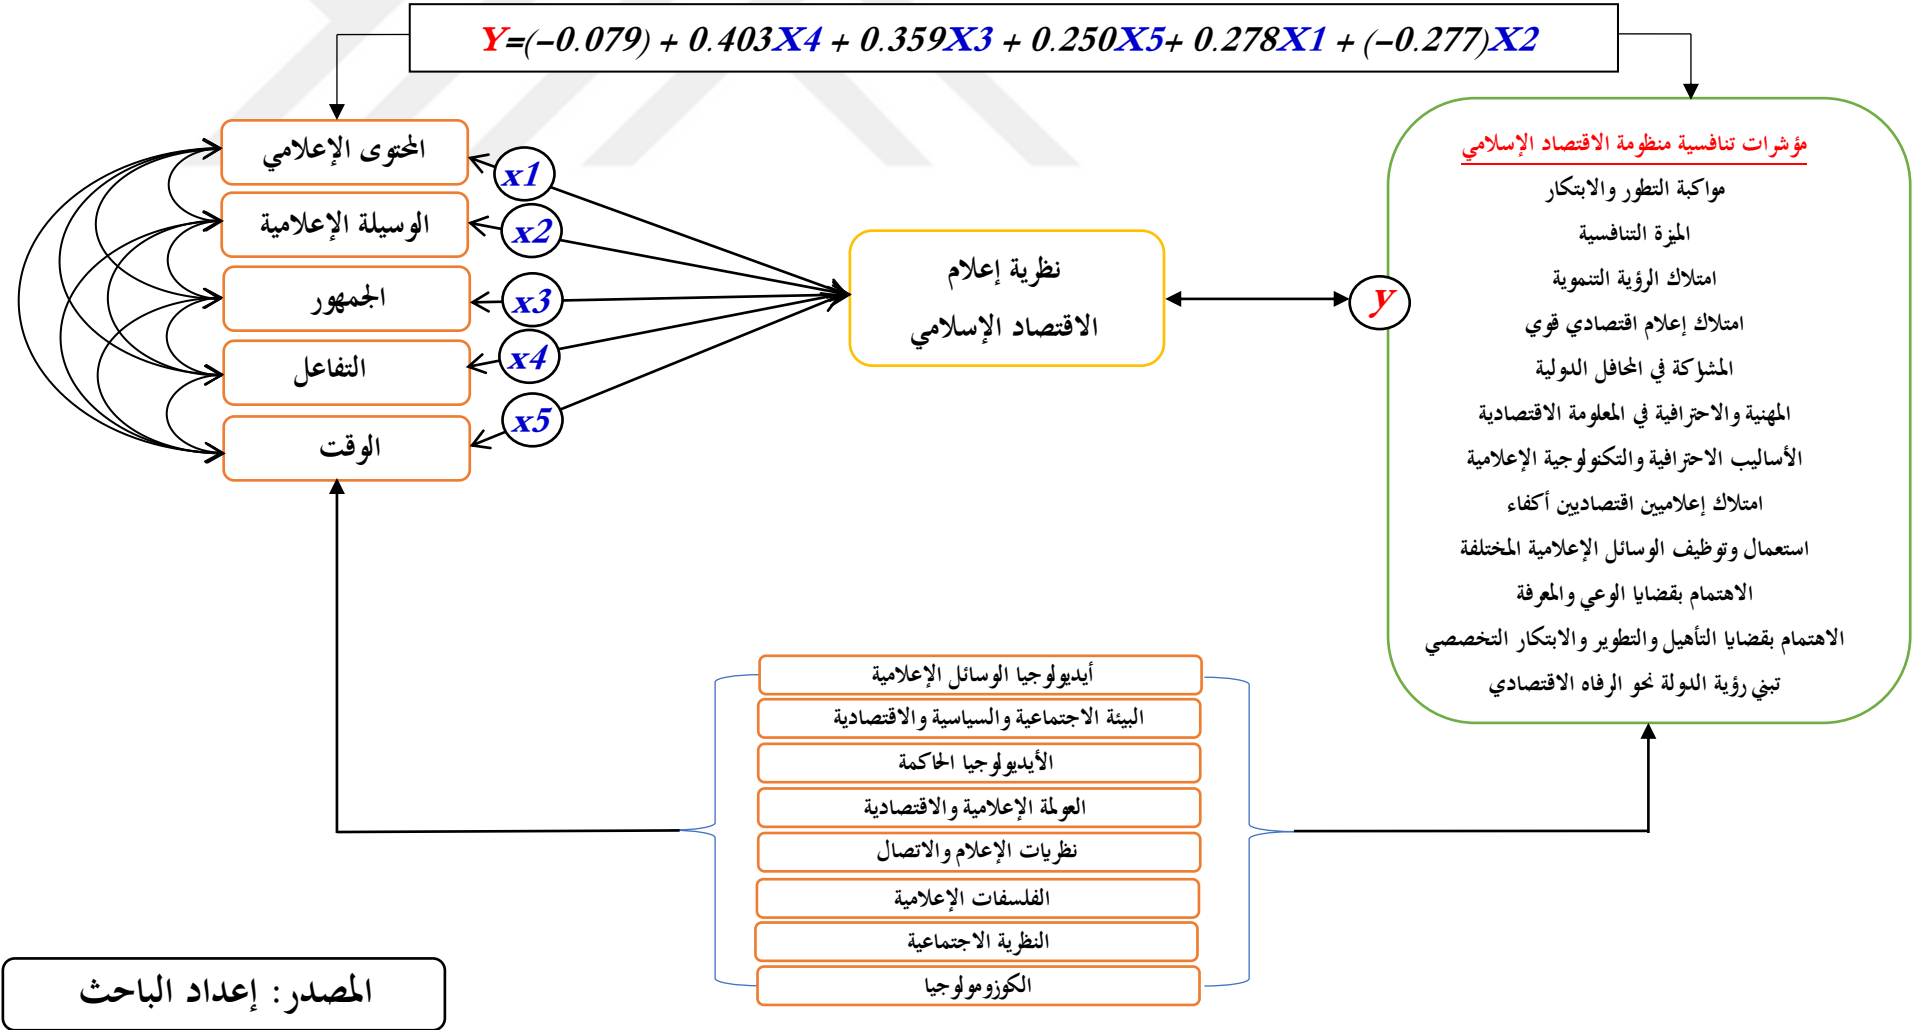 Y=(-0.079) + 0.403X4 + 0.359X3 + 0.250X5+ 0.278X1 + (-0.277)X2
المحتوى الإعلامي
الوسيلة الإعلامية
الجمهور
التفاعل
الوقت
x1
x2
x3
x4
x5
نظرية إعلام
الاقتصاد الإسلامي
y
مؤشرات تنافسية منظومة الاقتصاد الإسلامي
مواكبة التطور والابتكار
الميزة التنافسية
امتلاك الرؤية التنموية
امتلاك إعلام اقتصادي قوي
المشاركة في المحافل الدولية
المهنية والاحترافية في المعلومة الاقتصادية
الأساليب الاحترافية والتكنولوجية الإعلامية
امتلاك إعلاميين اقتصاديين أكفاء
استعمال وتوظيف الوسائل الإعلامية المختلفة
الاهتمام بقضايا الوعي والمعرفة
الاهتمام بقضايا التأهيل والتطوير والابتكار التخصصي
تبني رؤية الدولة نحو الرفاه الاقتصادي
أيديولوجيا الوسائل الإعلامية
البيئة الاجتماعية والسياسية والاقتصادية
الأيديولوجيا الحاكمة
العولمة الإعلامية والاقتصادية
نظريات الإعلام والاتصال
الفلسفات الإعلامية
النظرية الاجتماعية
الكوزومولوجيا
المصدر: إعداد الباحث